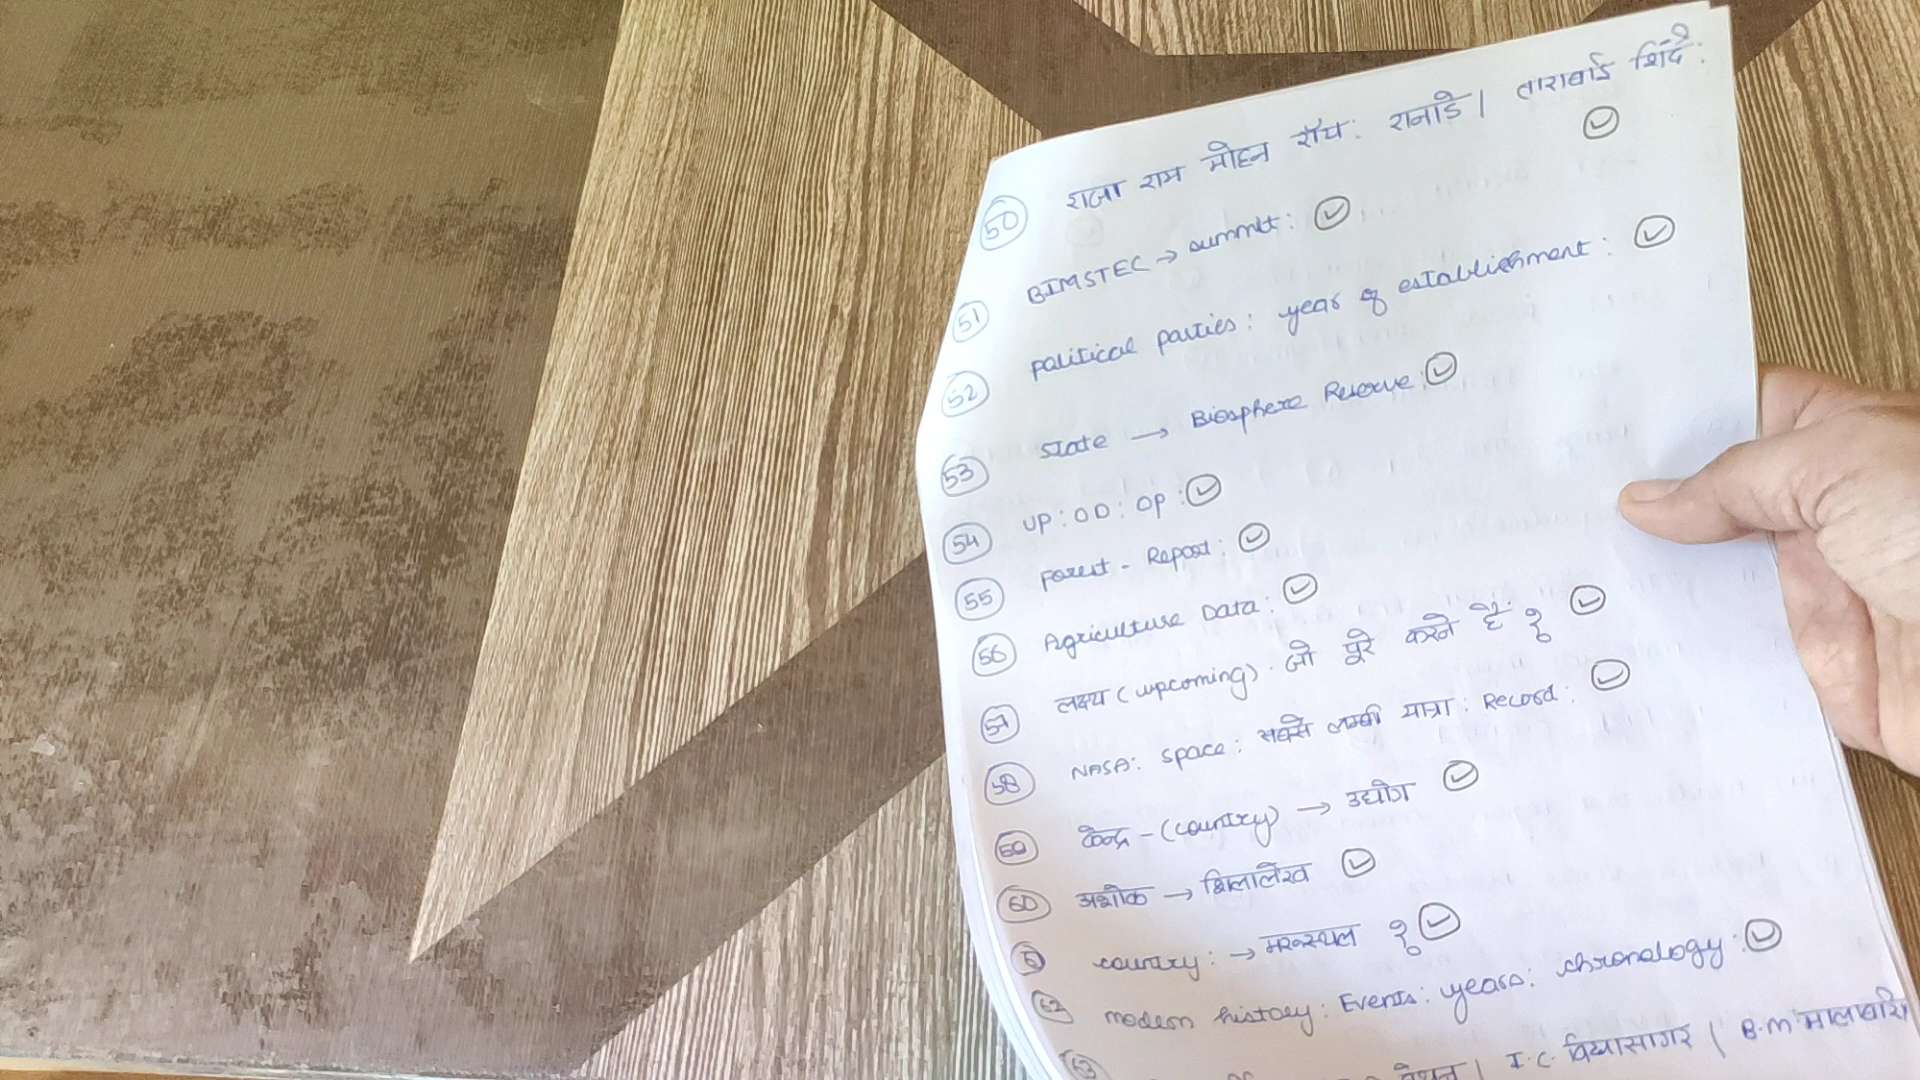 50 राजा राम मोहन रॉय: रानाडे। ताराबाई शिंदे:
51 BIMSTEC → summit:
52 political parties: year of establishment:
53 state → Biosphere Reserve:
54 UP: OD: OP:
55 Forest - Report:
56 Agriculture Data:
57 लक्ष्य (upcoming). जो पूरे करने हैं:
58 NASA: space: सबसे लम्बी यात्रा: Record:
59 केन्द्र - (country) → उद्योग
60 अशोक → शिलालेख
61 country: → मरुस्थल
62 modern history: Events: years: chronology:
63 बेथुन। I.C. विद्यासागर। B.M मालाबारी